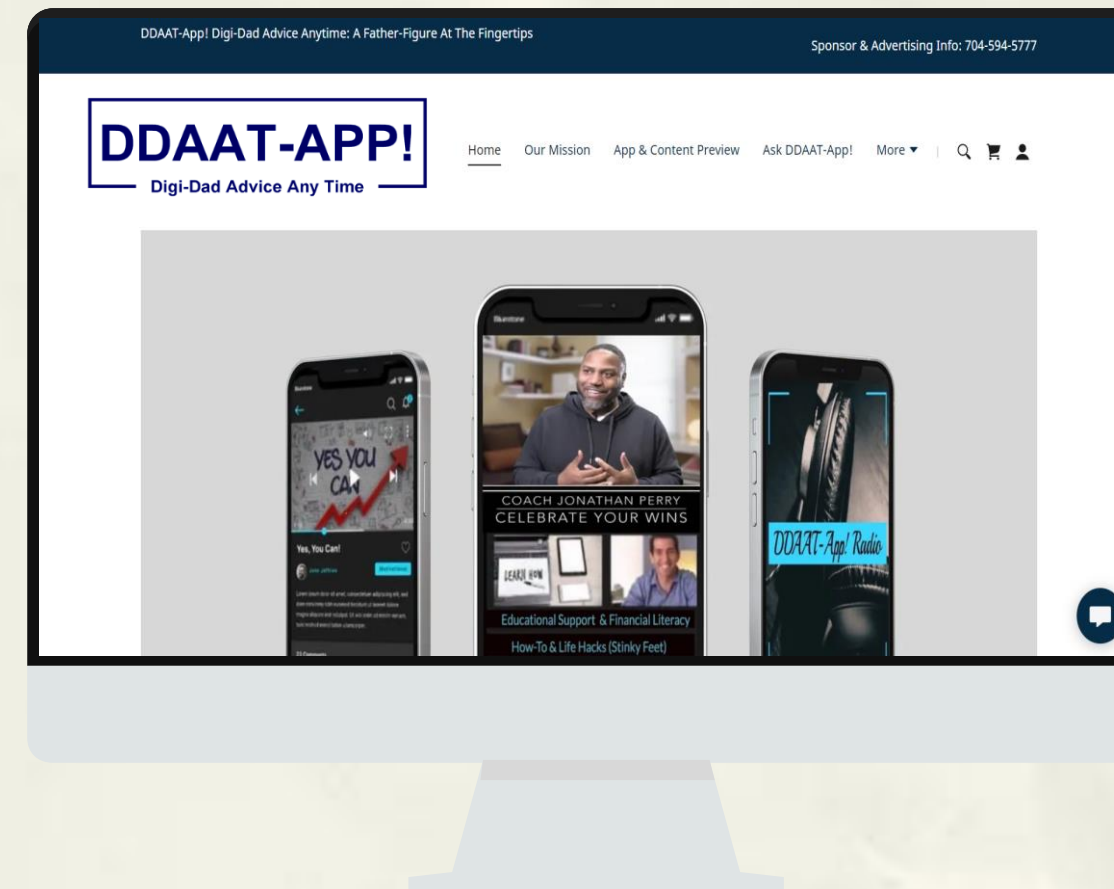 DDAAT-App! Digi-Dad Advice Anytime: A Father-Figure At The Fingertips
Sponsor & Advertising Info: 704-594-5777
DDAAT-APP!
Digi-Dad Advice Any Time
Home Our Mission App & Content Preview Ask DDAAT-App! More
YES YOU
CAN
Yes, You Can!
COACH JONATHAN PERRY
CELEBRATE YOUR WINS
LEARN HOW
Educational Support & Financial Literacy
How-To & Life Hacks (Stinky Feet)
DDAAT-App! Radio